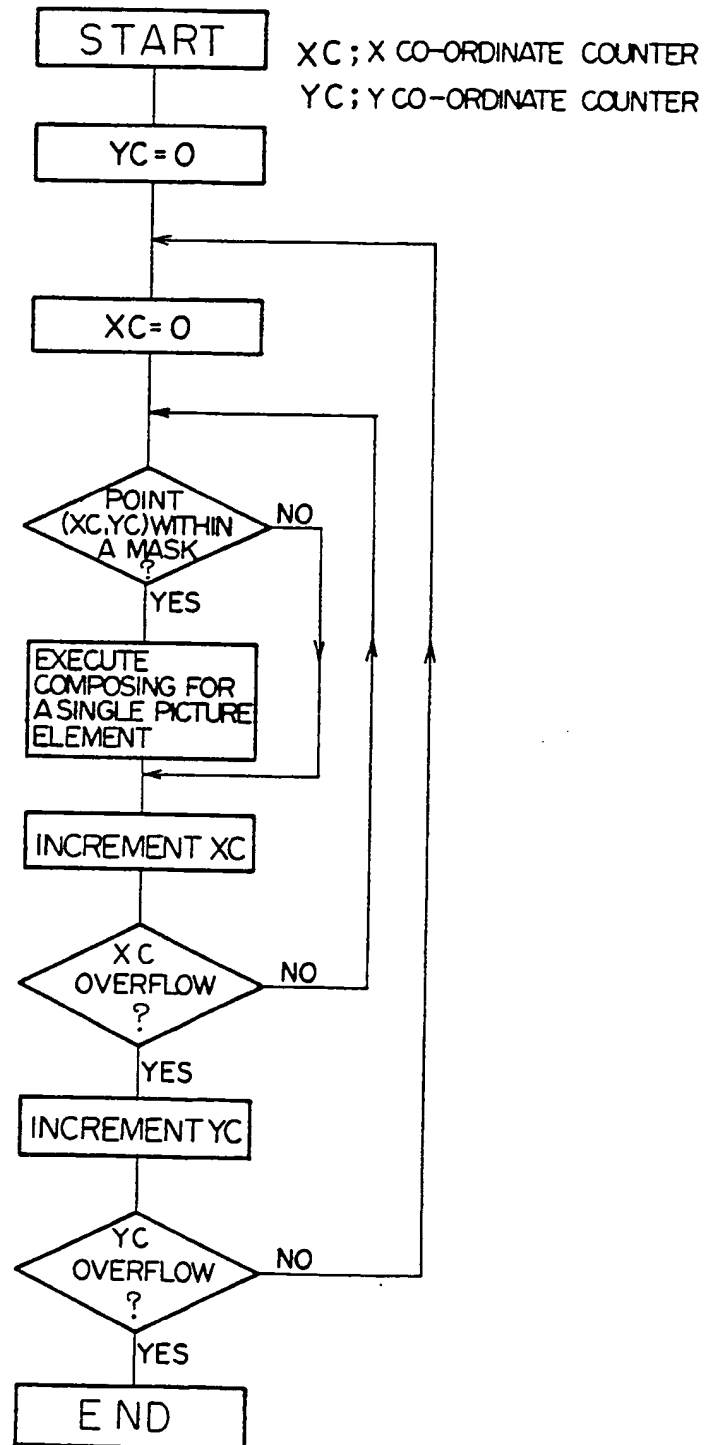 START
XC; X CO-ORDINATE COUNTER
YC; Y CO-ORDINATE COUNTER
YC=0
XC=0
POINT
(XC,YC)WITHIN
A MASK
?
NO
YES
EXECUTE
COMPOSING FOR
A SINGLE PICTURE
ELEMENT
INCREMENT XC
XC
OVERFLOW
?
NO
YES
INCREMENT YC
YC
OVERFLOW
?
NO
YES
END